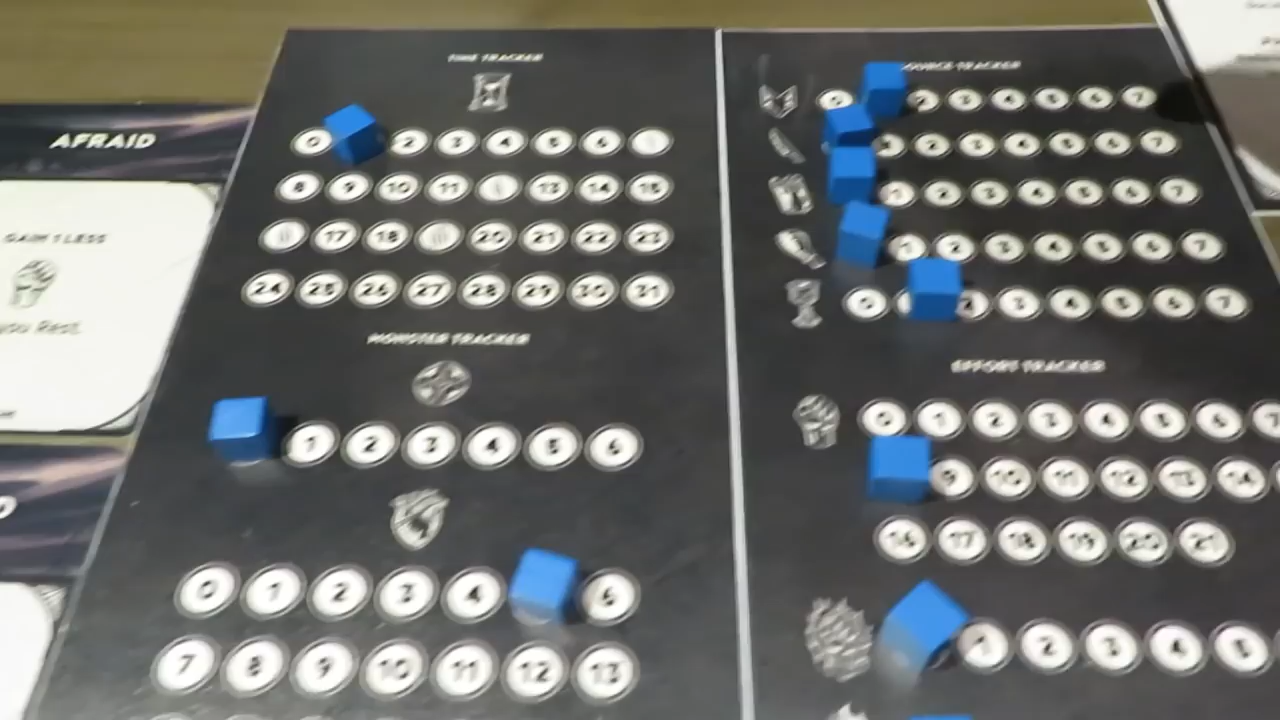 AFRAID
GAIN 1 LESS
you Rest.
TIME TRACKER
0 2 3 4 5 6
8 9 10 11 13 14 15
17 18 20 21 22 23
24 25 26 27 28 29 30 31
MONSTER TRACKER
1 2 3 4 5 6
0 1 2 3 4 6
7 8 9 10 11 12 13
OURCE TRACKER
0 2 3 4 5 6 7
1 2 3 4 5 6 7
1 2 3 4 5 6 7
1 2 3 4 5 6 7
0 2 3 4 5 6 7
EFFORT TRACKER
0 1 2 3 4 5 6 7
9 10 11 12 13 14
16 17 18 19 20 21
1 2 3 4 5